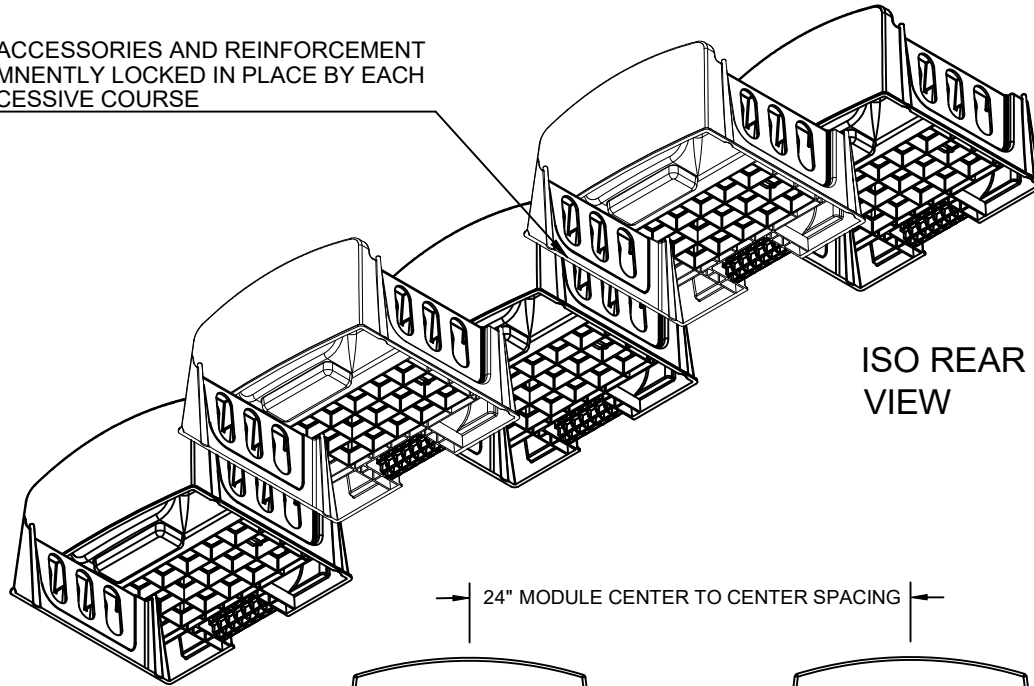 ACCESSORIES AND REINFORCEMENT
MNENTLY LOCKED IN PLACE BY EACH
CESSIVE COURSE
ISO REAR
VIEW
24" MODULE CENTER TO CENTER SPACING